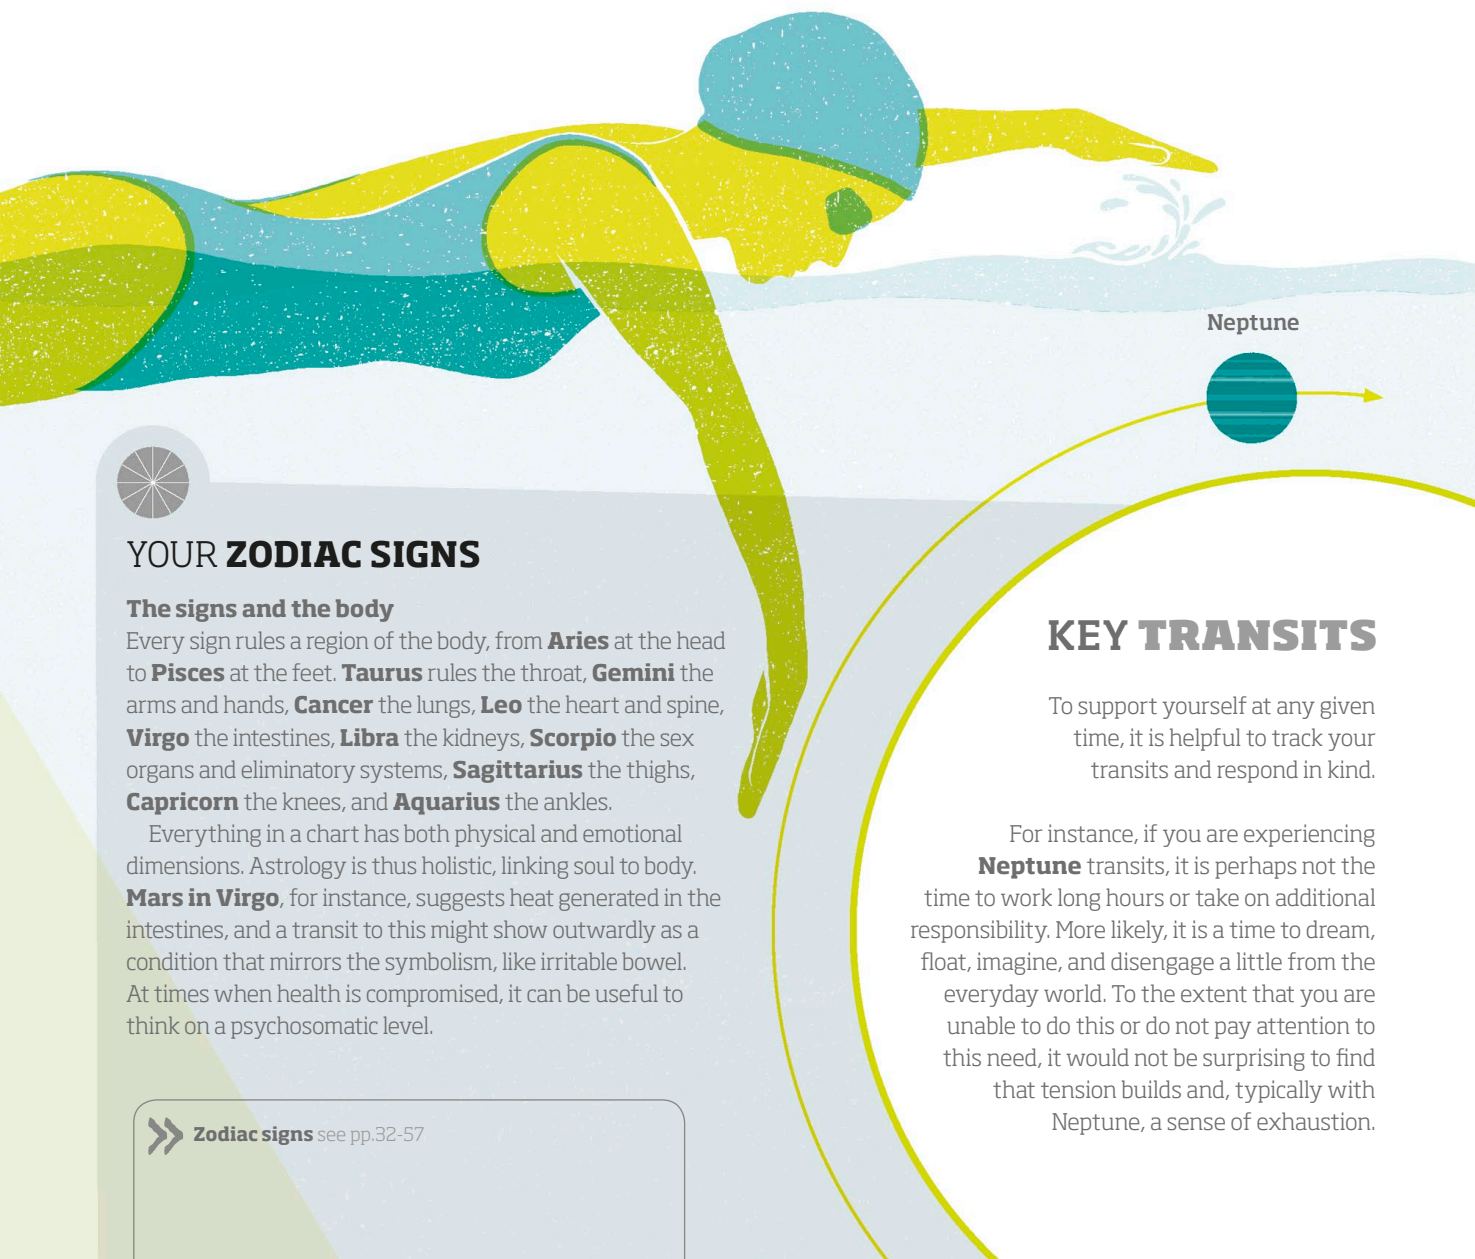 Neptune
YOUR ZODIAC SIGNS
The signs and the body
Every sign rules a region of the body, from Aries at the head
to Pisces at the feet. Taurus rules the throat, Gemini the
arms and hands, Cancer the lungs, Leo the heart and spine,
Virgo the intestines, Libra the kidneys, Scorpio the sex
organs and eliminatory systems, Sagittarius the thighs,
Capricorn the knees, and Aquarius the ankles.
Everything in a chart has both physical and emotional
dimensions. Astrology is thus holistic, linking soul to body.
Mars in Virgo, for instance, suggests heat generated in the
intestines, and a transit to this might show outwardly as a
condition that mirrors the symbolism, like irritable bowel.
At times when health is compromised, it can be useful to
think on a psychosomatic level.
Zodiac signs see pp.32-57
KEY TRANSITS
To support yourself at any given
time, it is helpful to track your
transits and respond in kind.
For instance, if you are experiencing
Neptune transits, it is perhaps not the
time to work long hours or take on additional
responsibility. More likely, it is a time to dream,
float, imagine, and disengage a little from the
everyday world. To the extent that you are
unable to do this or do not pay attention to
this need, it would not be surprising to find
that tension builds and, typically with
Neptune, a sense of exhaustion.